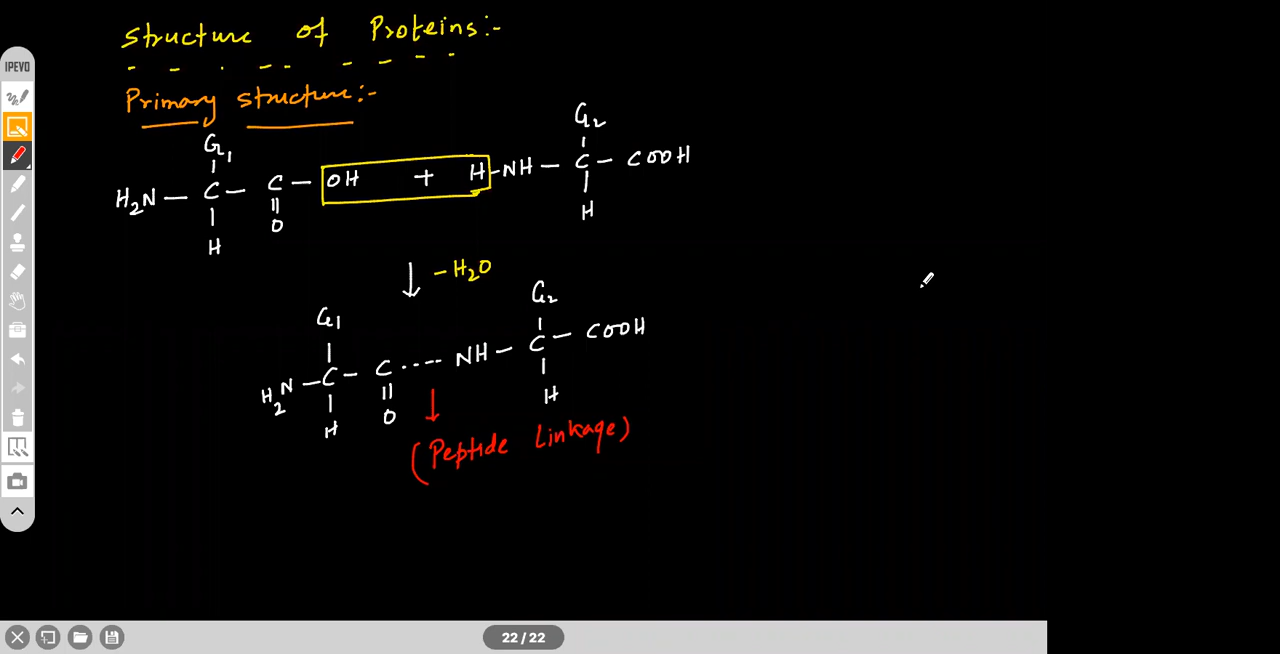 IPEVO
Structure of Proteins:-
Primary structure:-
G1 G2
H2N — C — C — OH + H-NH — C — COOH
H O H
↓ -H2O
G1 G2
H2N — C — C ---- NH — C — COOH
H O H
↓
(Peptide Linkage)
22 / 22